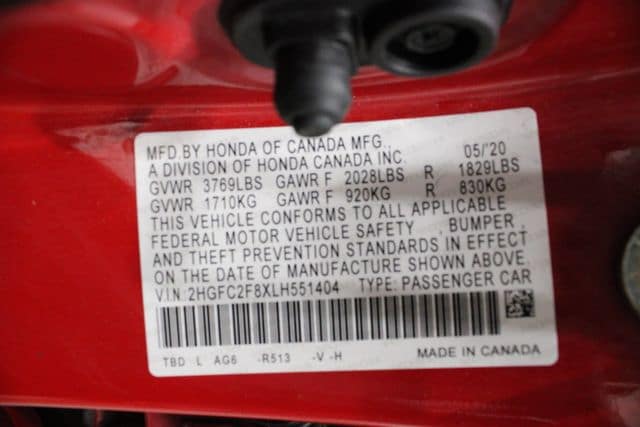 MFD.BY HONDA OF CANADA MFG., 05/'20
A DIVISION OF HONDA CANADA INC.
GVWR 3769LBS GAWR F 2028LBS R 1829LBS
GVWR 1710KG GAWR F 920KG R 830KG
THIS VEHICLE CONFORMS TO ALL APPLICABLE
FEDERAL MOTOR VEHICLE SAFETY , BUMPER ,
AND THEFT PREVENTION STANDARDS IN EFFECT
ON THE DATE OF MANUFACTURE SHOWN ABOVE.
V.I.N.:2HGFC2F8XLH551404 TYPE: PASSENGER CAR
TBD L AG6 -R513 -V -H MADE IN CANADA